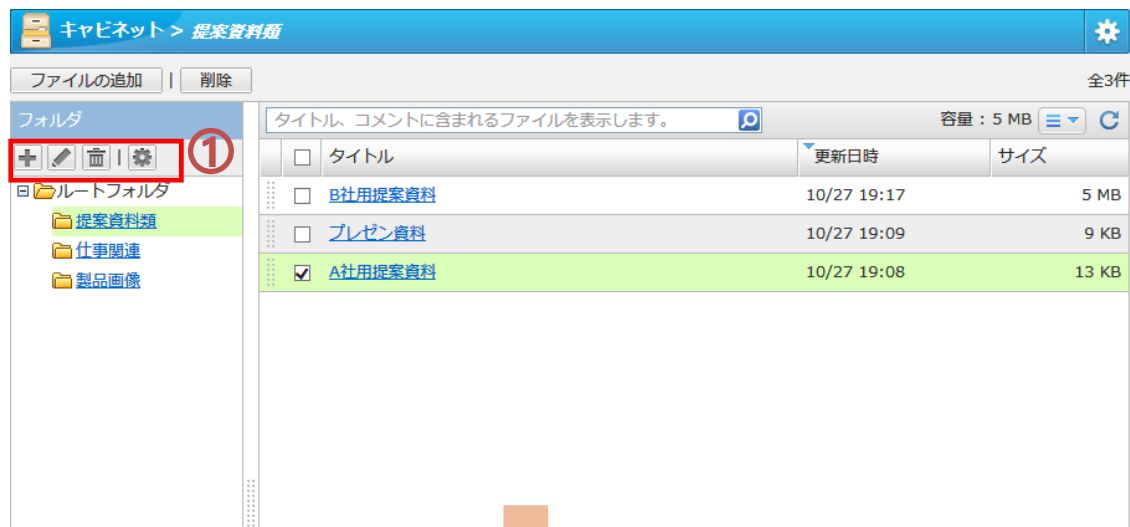 キャビネット > 提案資料類
ファイルの追加 | 削除 全3件
フォルダ
タイトル、コメントに含まれるファイルを表示します。 容量：5 MB
①
タイトル 更新日時 サイズ
ルートフォルダ
提案資料類
仕事関連
製品画像
B社用提案資料 10/27 19:17 5 MB
プレゼン資料 10/27 19:09 9 KB
A社用提案資料 10/27 19:08 13 KB